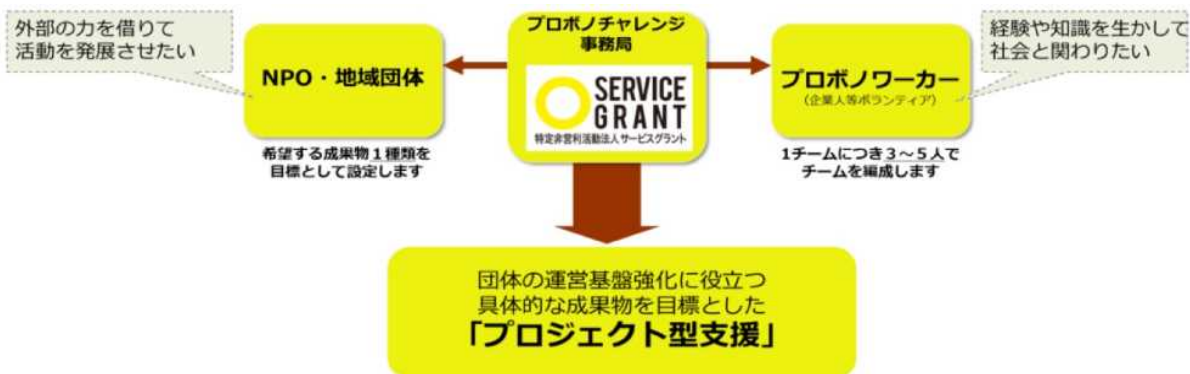 外部の力を借りて
活動を発展させたい
NPO・地域団体
希望する成果物１種類を
目標として設定します
プロボノチャレンジ
事務局
SERVICE
GRANT
特定非営利活動法人サービスグラント
経験や知識を生かして
社会と関わりたい
プロボノワーカー
（企業人等ボランティア）
1チームにつき３～５人で
チームを編成します
団体の運営基盤強化に役立つ
具体的な成果物を目標とした
「プロジェクト型支援」